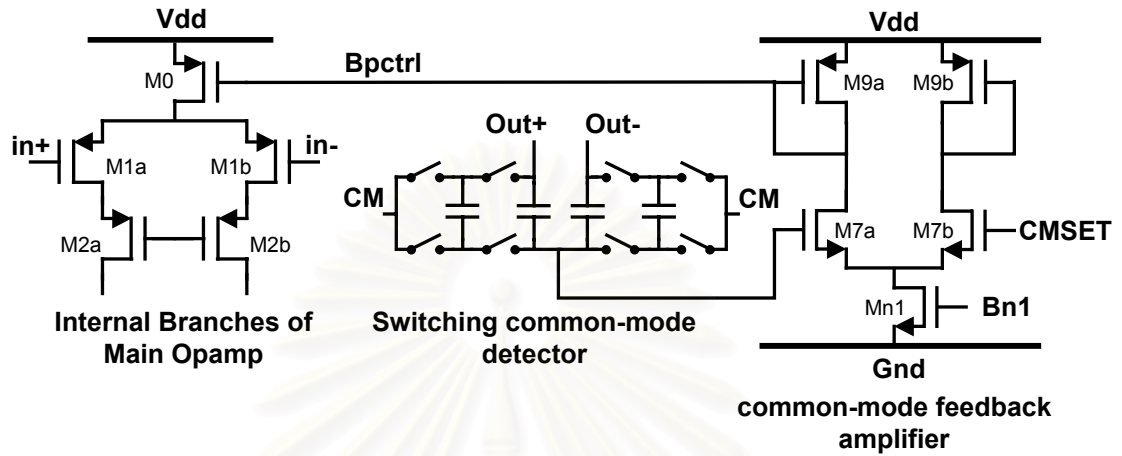 Vdd
Vdd
M0
Bpctrl
M9a
M9b
in+
in-
M1a
M1b
Out+
Out-
CM
CM
M2a
M2b
M7a
M7b
CMSET
Mn1
Bn1
Internal Branches of
Main Opamp
Switching common-mode
detector
Gnd
common-mode feedback
amplifier